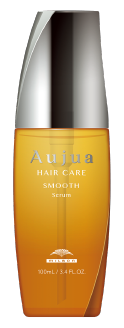 Aujua
HAIR CARE
SMOOTH
Serum
MILBON
100mL / 3.4 FL.OZ.